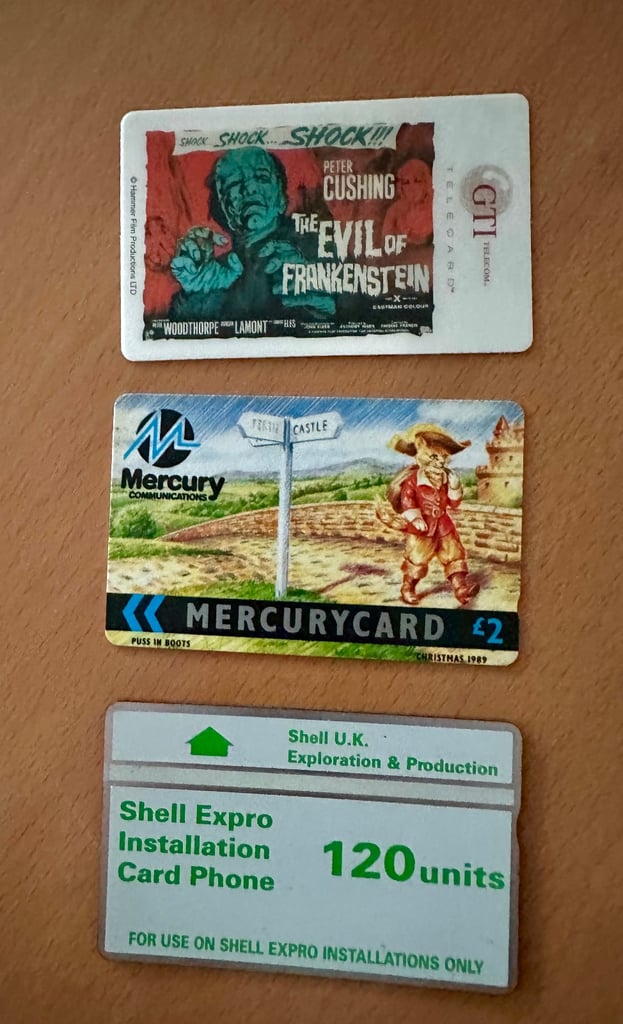 SHOCK SHOCK... SHOCK!!!
PETER
CUSHING
THE EVIL OF
FRANKENSTEIN
X
EASTMAN COLOUR
WOODTHORPE LAMONT
© Hammer Film Productions LTD
TELECARD™
GTI
TELECOM.
CASTLE
Mercury
COMMUNICATIONS
MERCURYCARD £2
PUSS IN BOOTS
CHRISTMAS 1989
Shell U.K.
Exploration & Production
Shell Expro
Installation
Card Phone
120 units
FOR USE ON SHELL EXPRO INSTALLATIONS ONLY